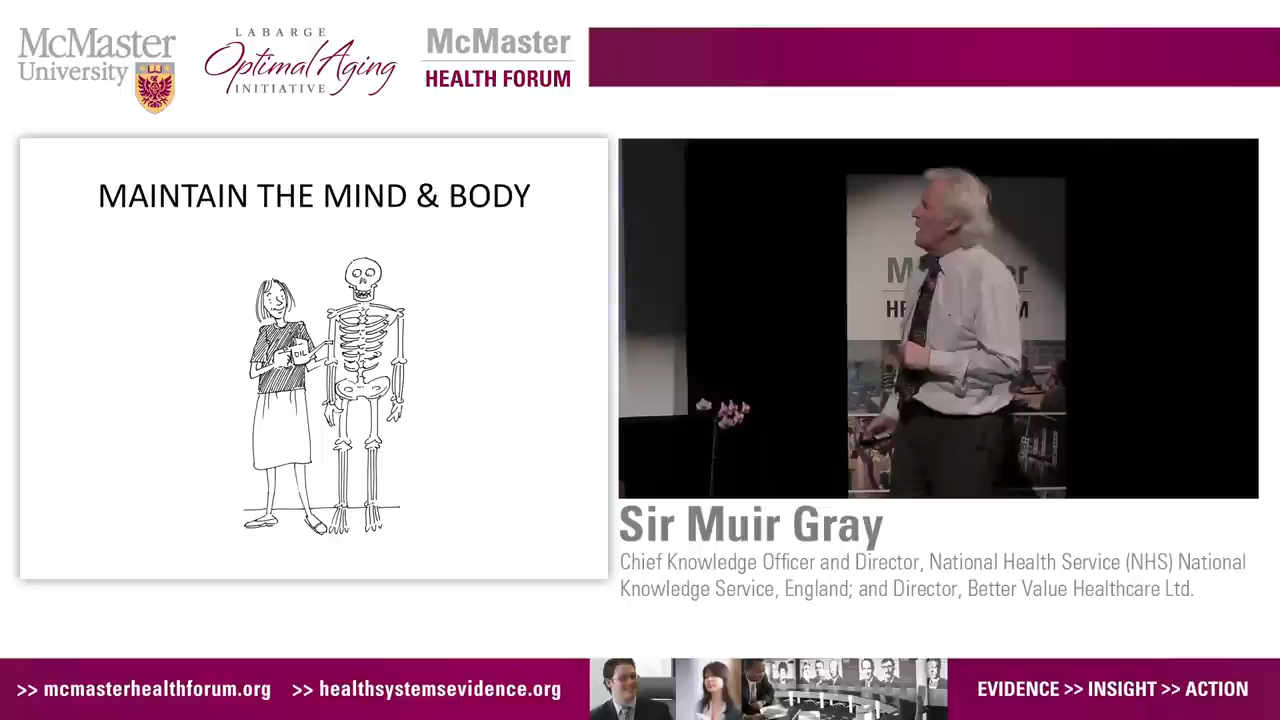 McMaster
University
LABARGE
Optimal Aging
INITIATIVE
McMaster
HEALTH FORUM
MAINTAIN THE MIND & BODY
OIL
Sir Muir Gray
Chief Knowledge Officer and Director, National Health Service (NHS) National
Knowledge Service, England; and Director, Better Value Healthcare Ltd.
>> mcmasterhealthforum.org >> healthsystemsevidence.org
EVIDENCE >> INSIGHT >> ACTION